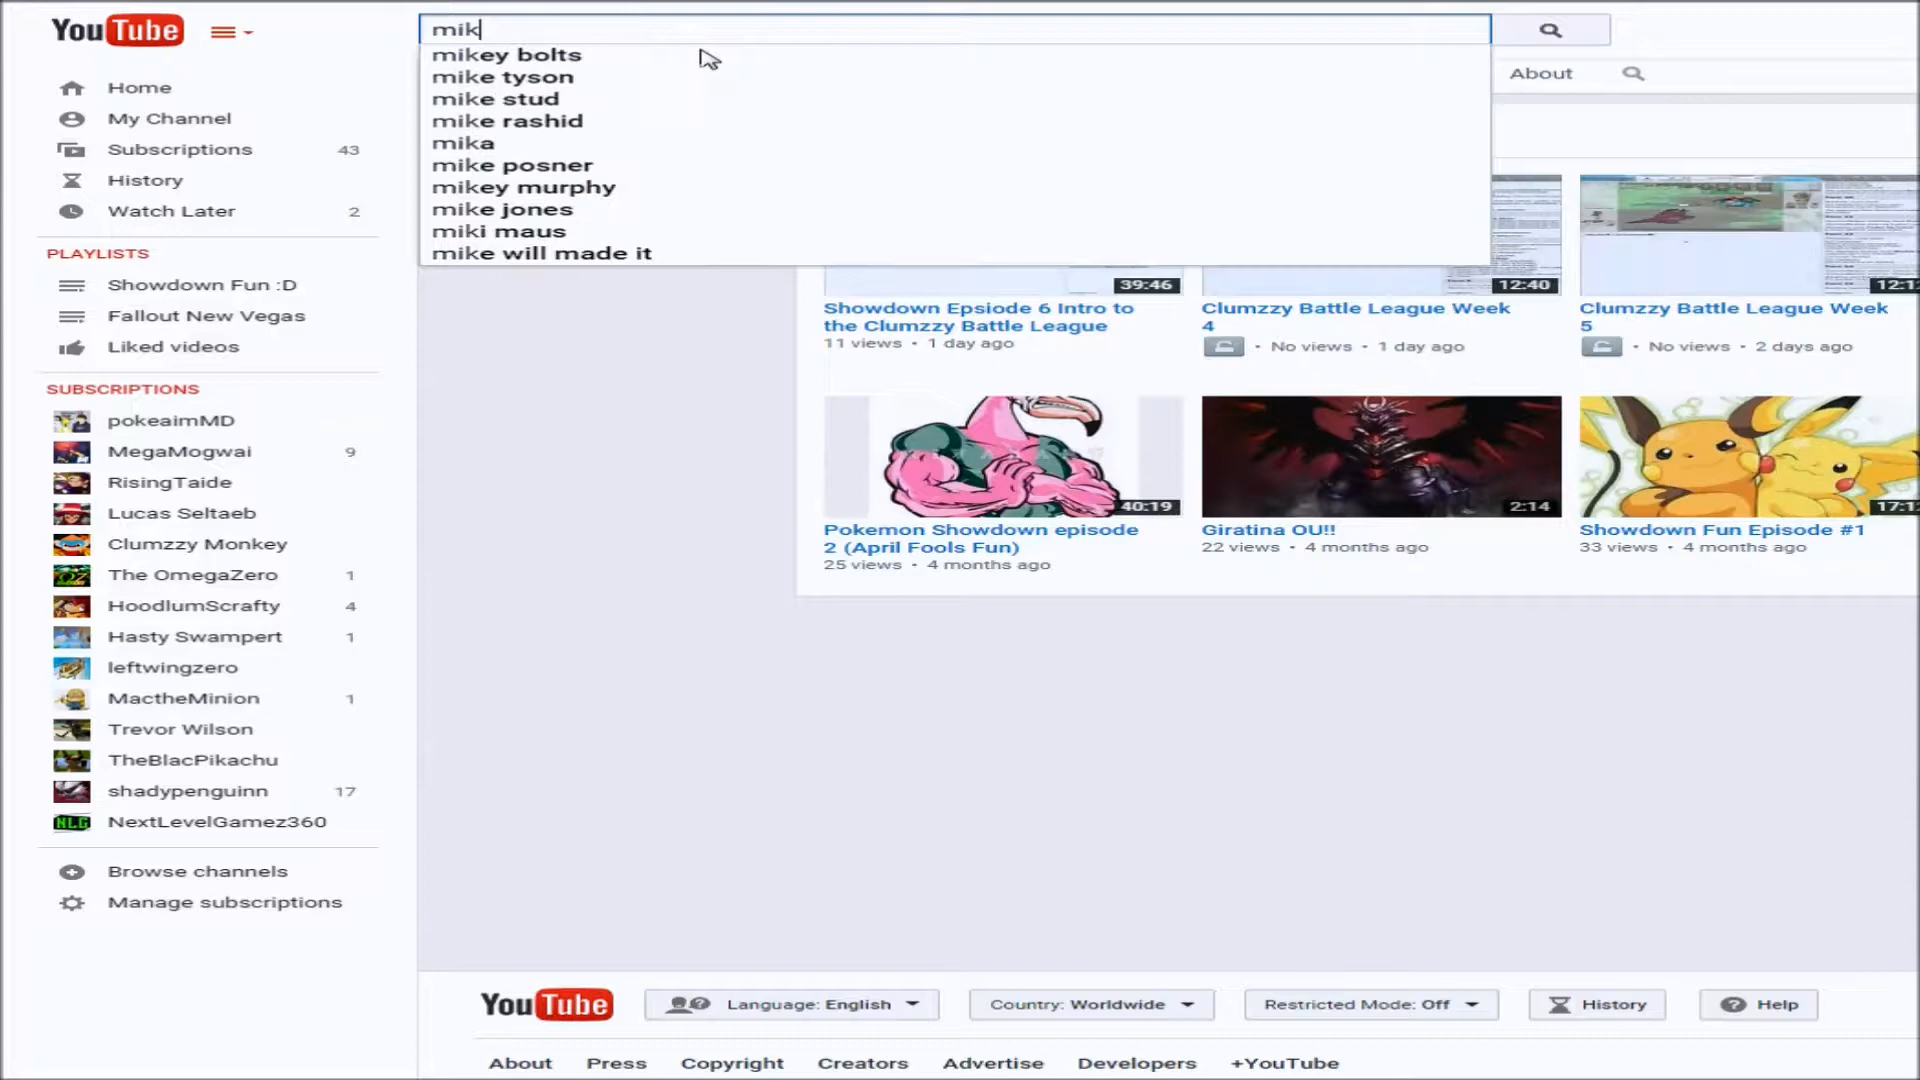 YouTube
mik
mikey bolts
mike tyson
mike stud
mike rashid
mika
mike posner
mikey murphy
mike jones
miki maus
mike will made it
About
Home
My Channel
Subscriptions 43
History
Watch Later 2
PLAYLISTS
Showdown Fun :D
Fallout New Vegas
Liked videos
SUBSCRIPTIONS
pokeaimMD
MegaMogwai 9
RisingTaide
Lucas Seltaeb
Clumzzy Monkey
The OmegaZero 1
HoodlumScrafty 4
Hasty Swampert 1
leftwingzero
MactheMinion 1
Trevor Wilson
TheBlacPikachu
shadypenguinn 17
NLG NextLevelGamez360
Browse channels
Manage subscriptions
39:46
Showdown Epsiode 6 Intro to
the Clumzzy Battle League
11 views • 1 day ago
12:40
Clumzzy Battle League Week
4
• No views • 1 day ago
Clumzzy Battle League Week
5
• No views • 2 days ago
40:19
Pokemon Showdown episode
2 (April Fools Fun)
25 views • 4 months ago
2:14
Giratina OU!!
22 views • 4 months ago
Showdown Fun Episode #1
33 views • 4 months ago
YouTube
Language: English
Country: Worldwide
Restricted Mode: Off
History
Help
About Press Copyright Creators Advertise Developers +YouTube